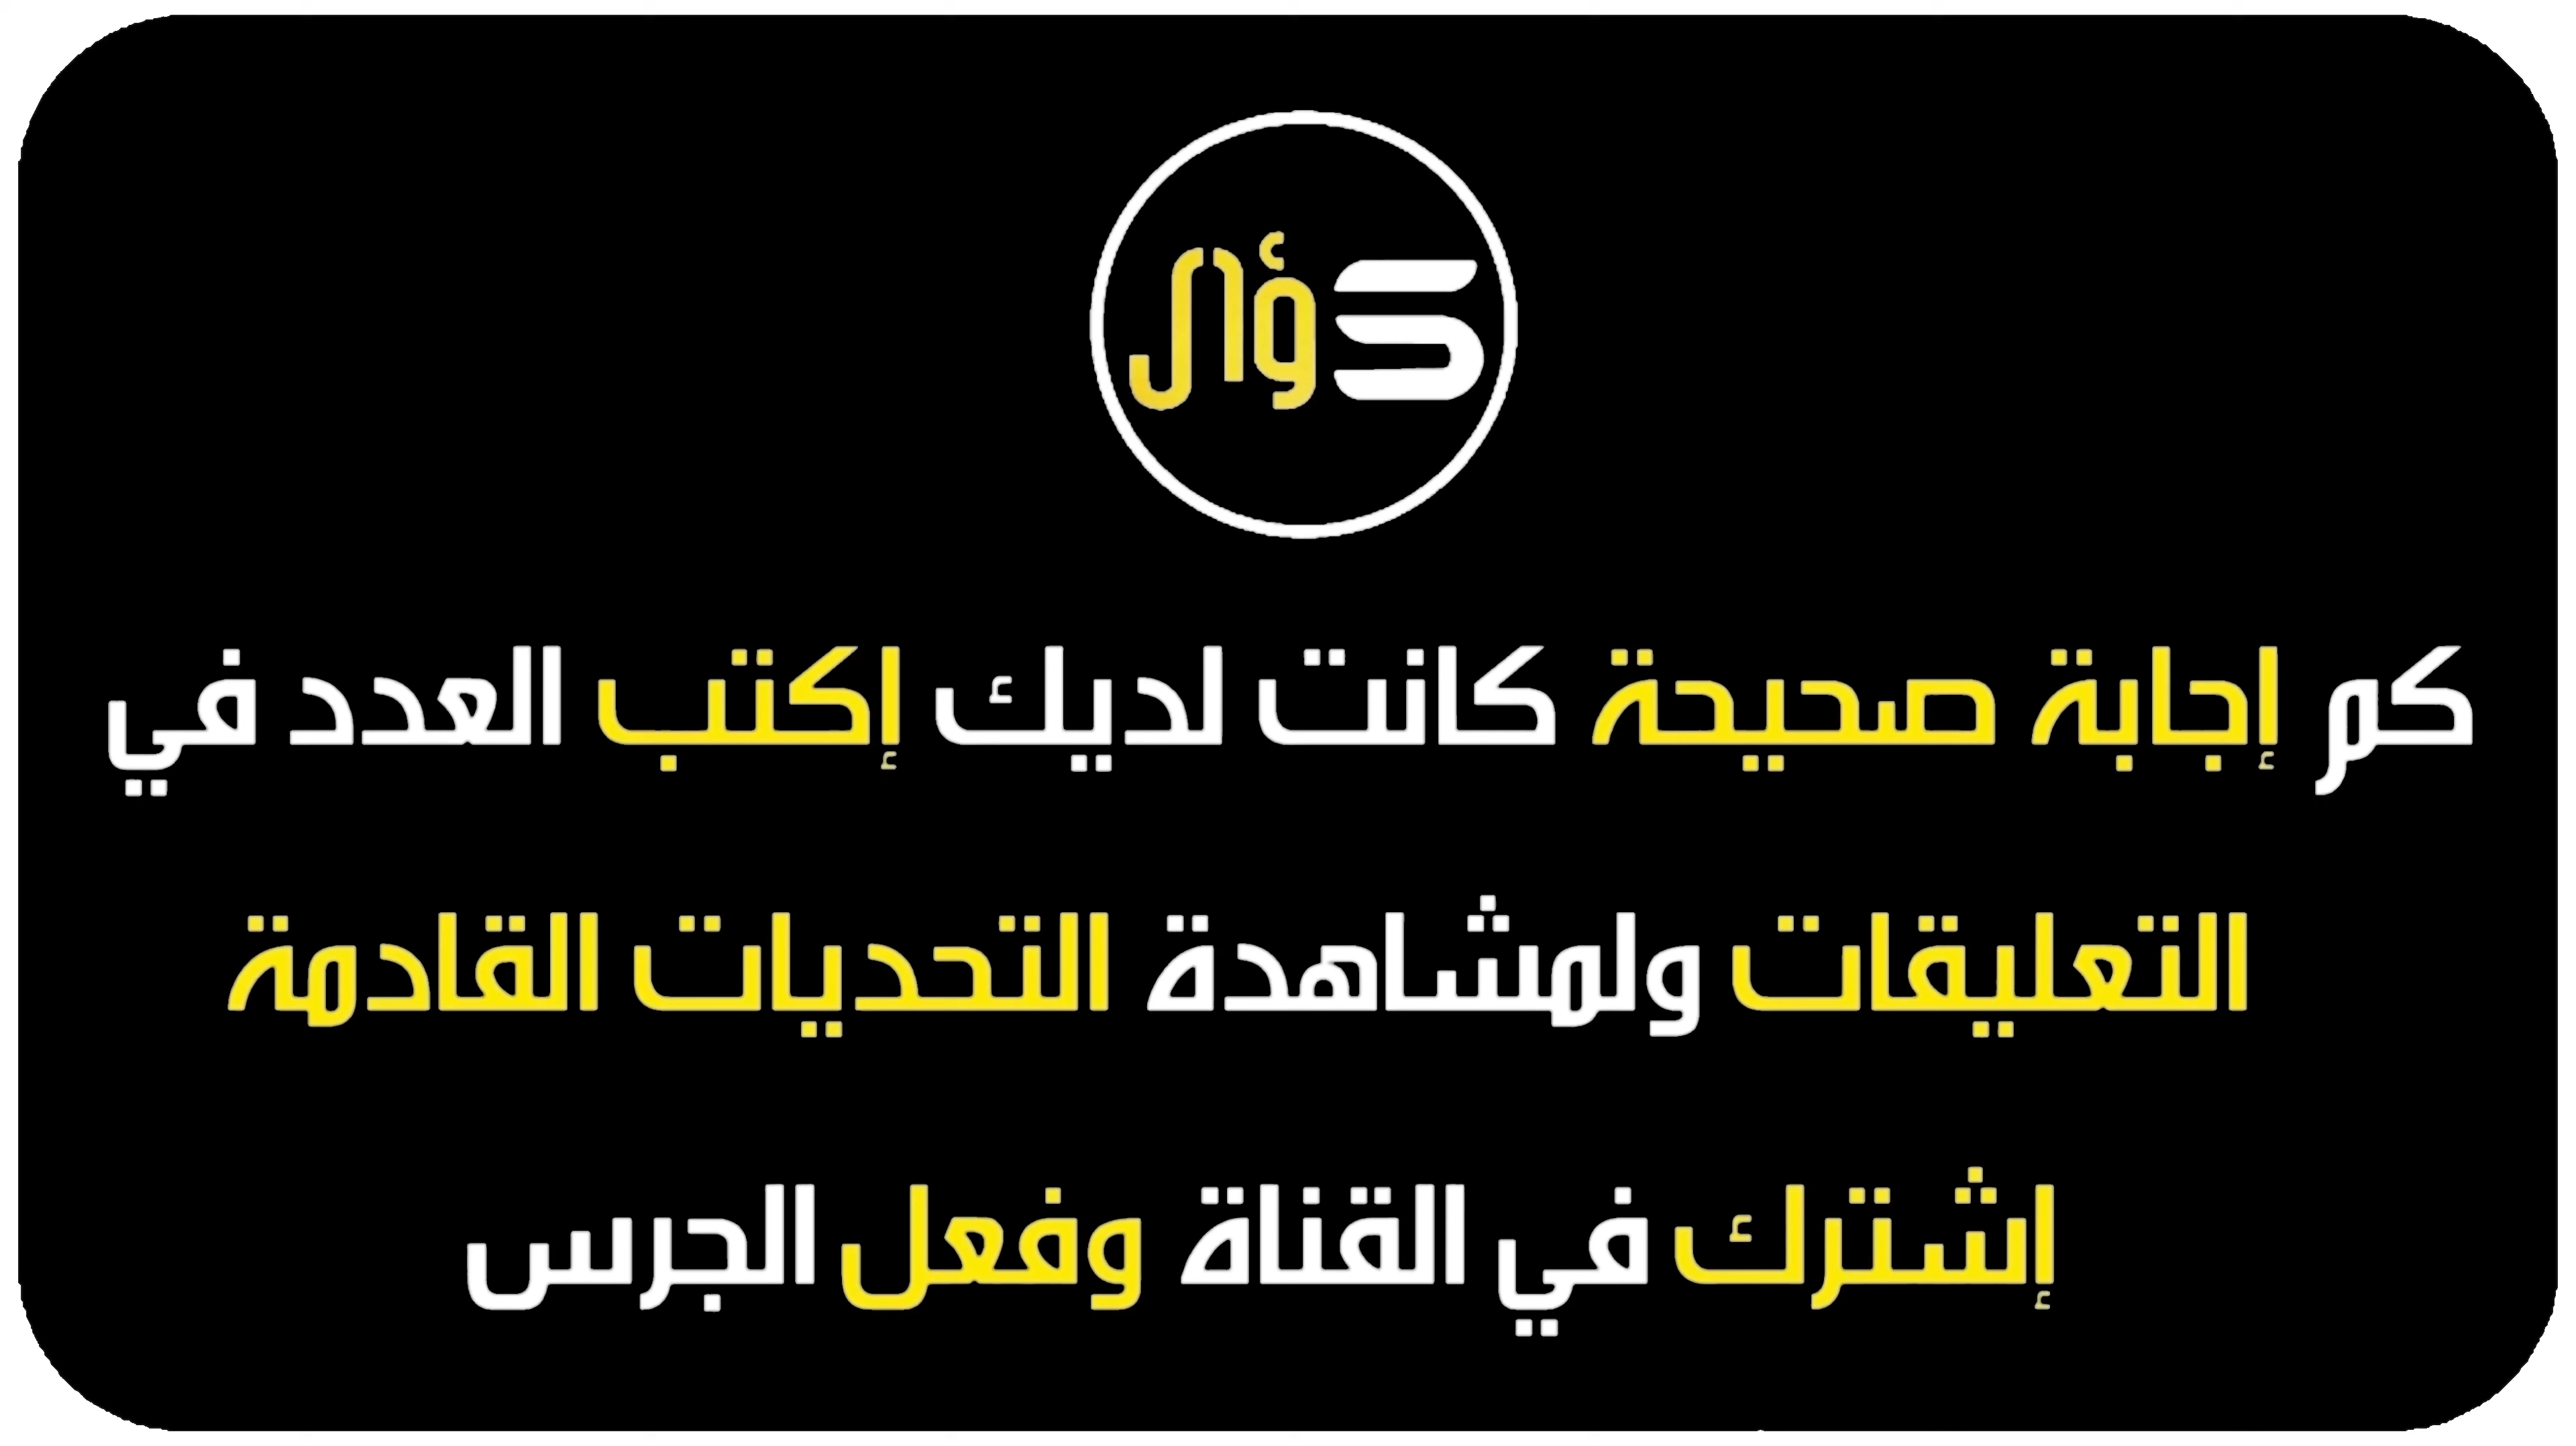 سؤال
كم إجابة صحيحة كانت لديك إكتب العدد في
التعليقات ولمشاهدة التحديات القادمة
إشترك في القناة وفعل الجرس